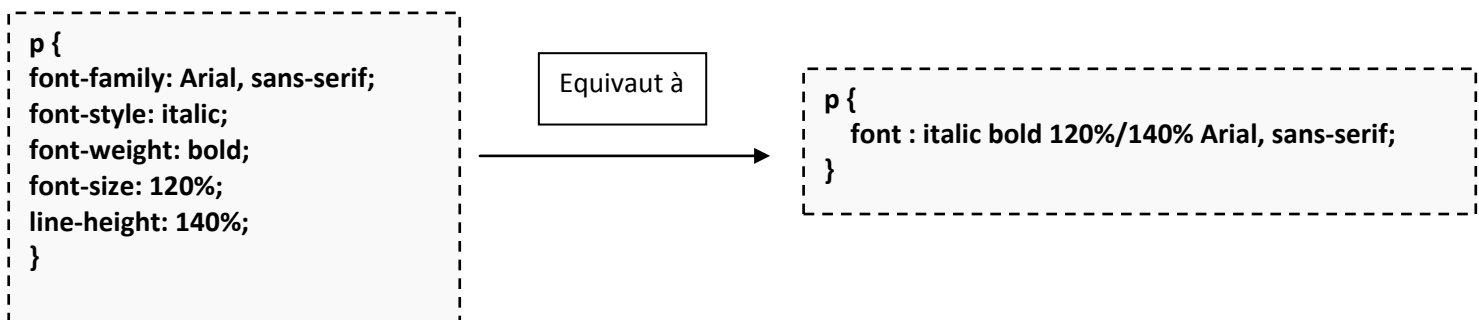 p {
font-family: Arial, sans-serif;
font-style: italic;
font-weight: bold;
font-size: 120%;
line-height: 140%;
}
Equivaut à
p {
font : italic bold 120%/140% Arial, sans-serif;
}